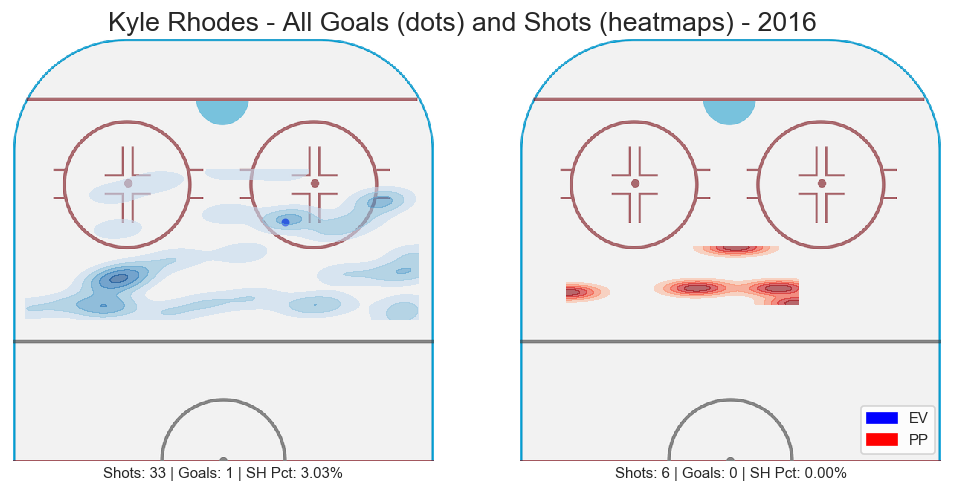 Kyle Rhodes - All Goals (dots) and Shots (heatmaps) - 2016
EV
PP
Shots: 33 | Goals: 1 | SH Pct: 3.03%
Shots: 6 | Goals: 0 | SH Pct: 0.00%